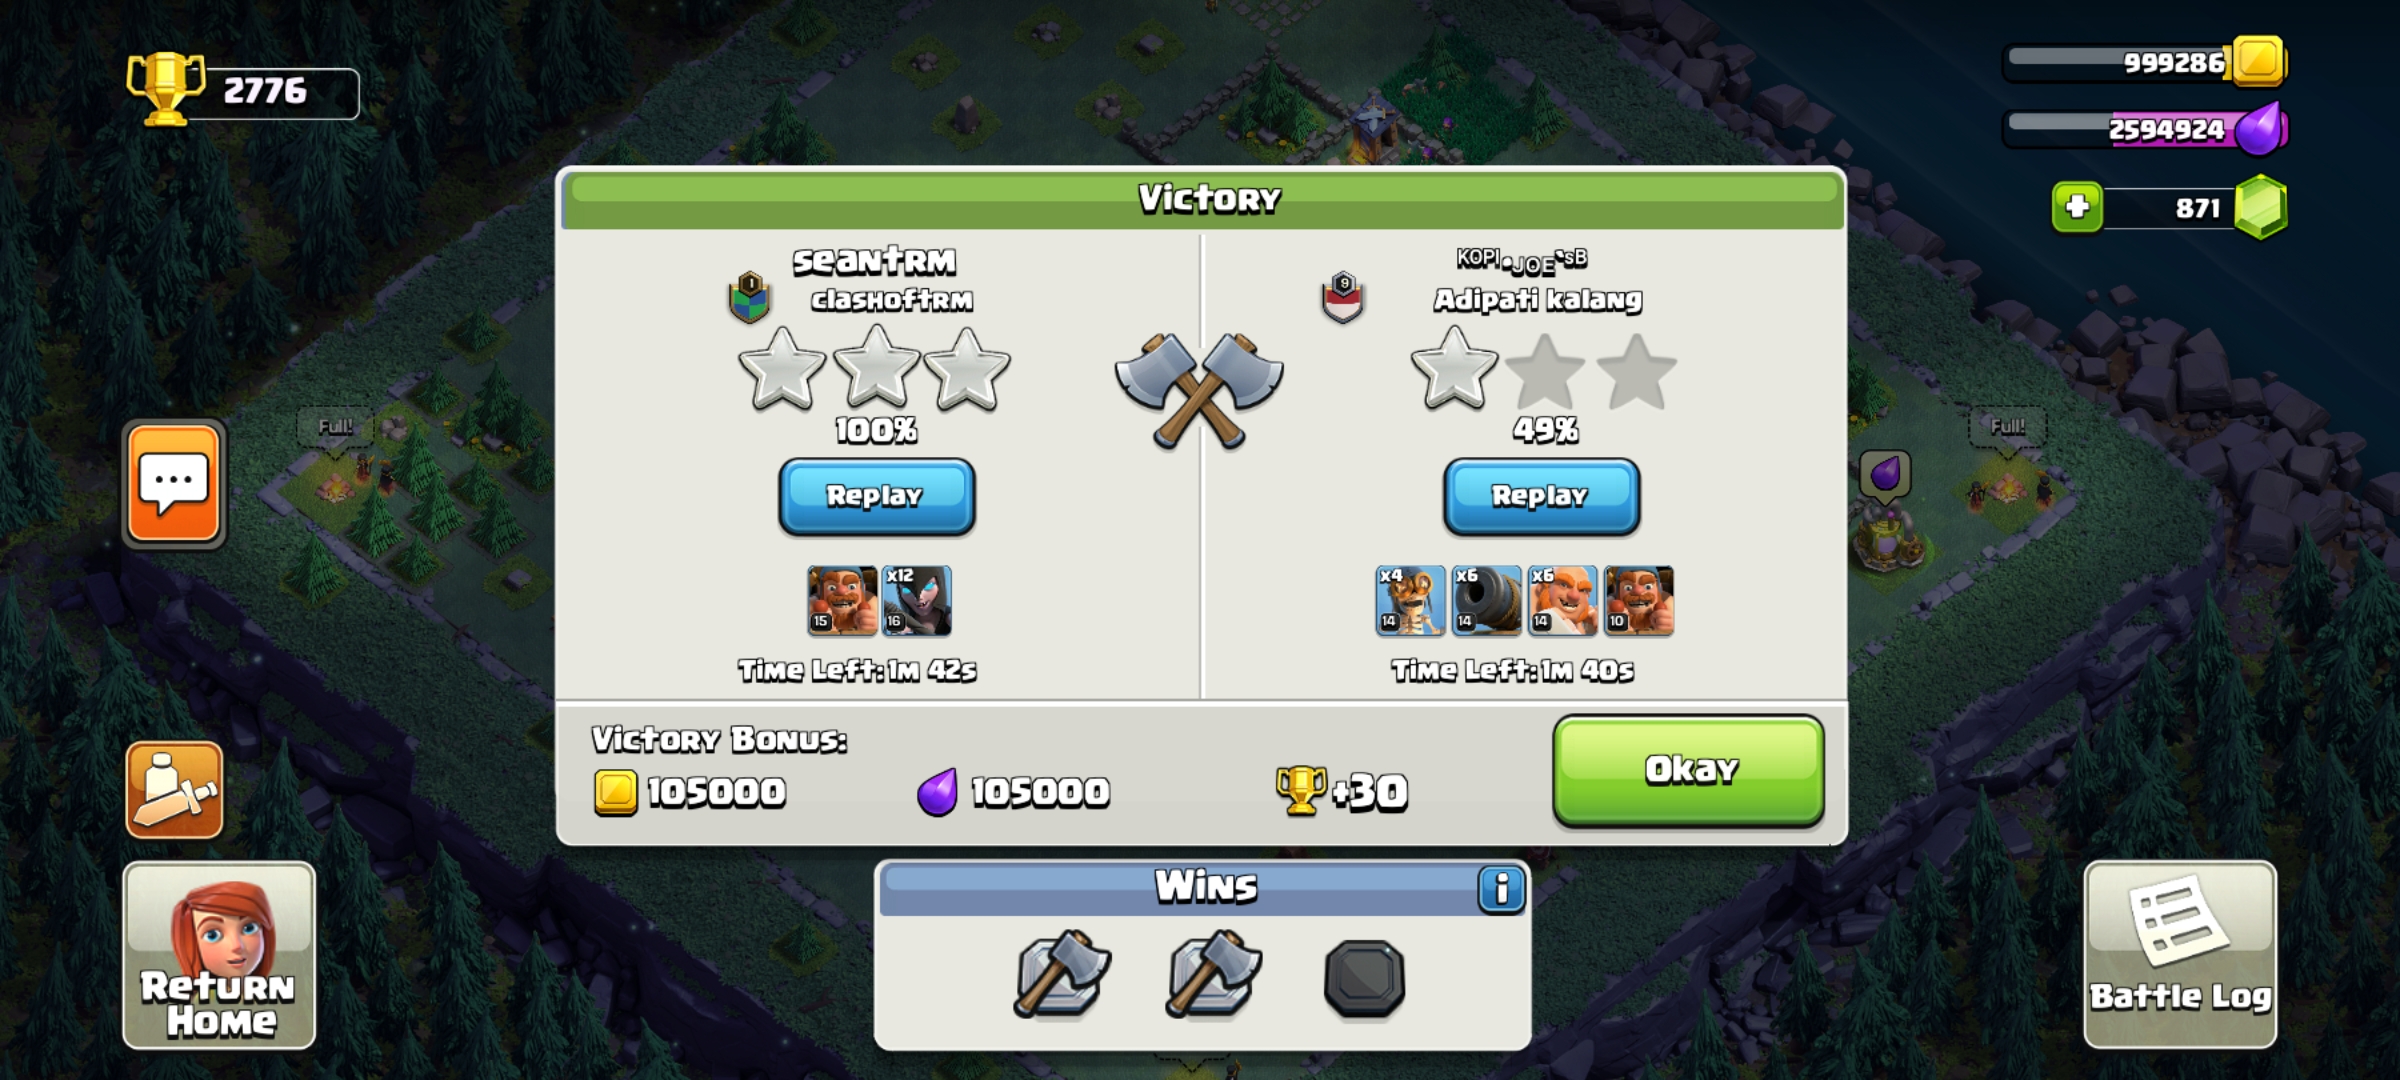 2776
999286
2594924
871
Victory
seantrm
clashoftrm
1
KOPI•JOE`sB
Adipati kalang
9
100%
49%
Replay
Replay
15
x12
16
x4
14
x6
14
x6
14
10
Time Left:1m 42s
Time Left:1m 40s
Full!
Full!
Victory Bonus:
105000
105000
+30
Okay
Wins
i
Return
Home
Battle Log